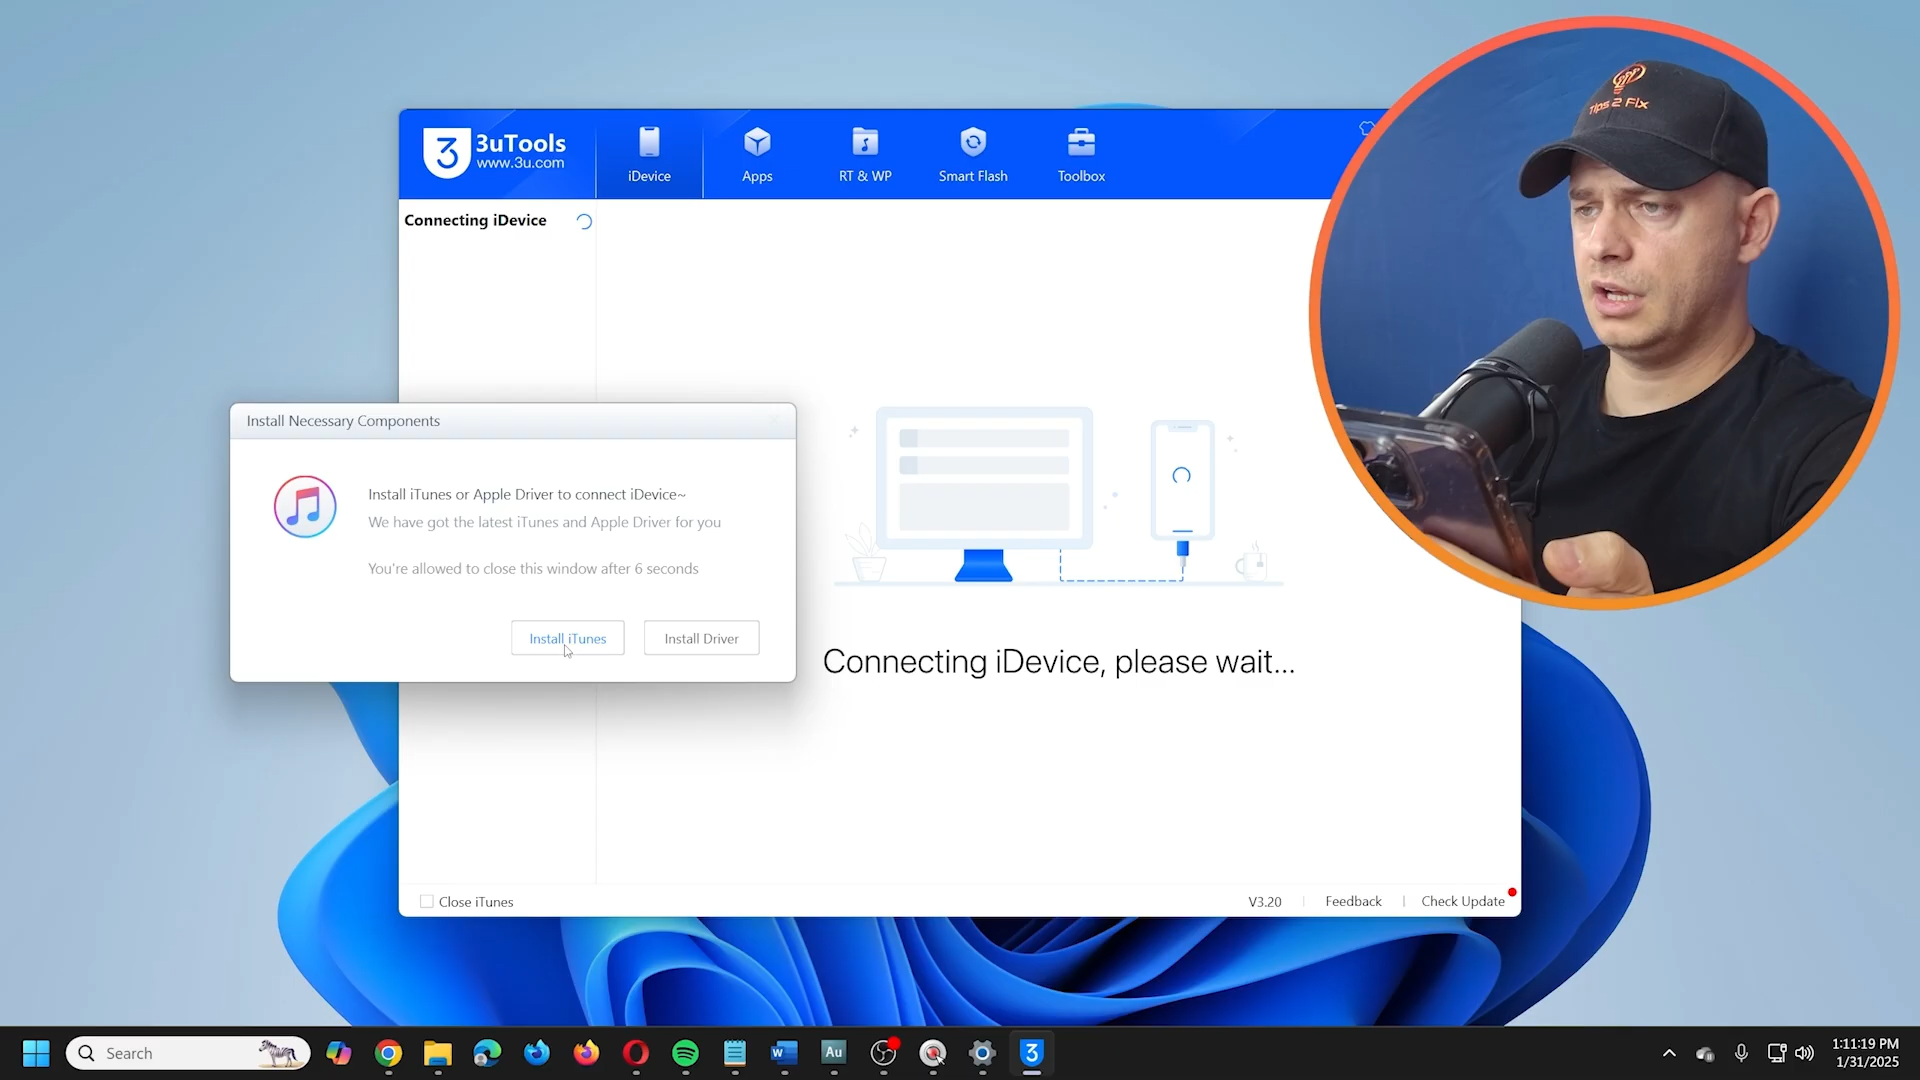 Tips 2 Fix
3uTools
www.3u.com
iDevice
Apps
RT & WP
Smart Flash
Toolbox
Connecting iDevice
Install Necessary Components
Install iTunes or Apple Driver to connect iDevice~
We have got the latest iTunes and Apple Driver for you
You're allowed to close this window after 6 seconds
Install iTunes
Install Driver
Connecting iDevice, please wait...
Close iTunes
V3.20
Feedback
Check Update
Search
Au
W
1:11:19 PM
1/31/2025